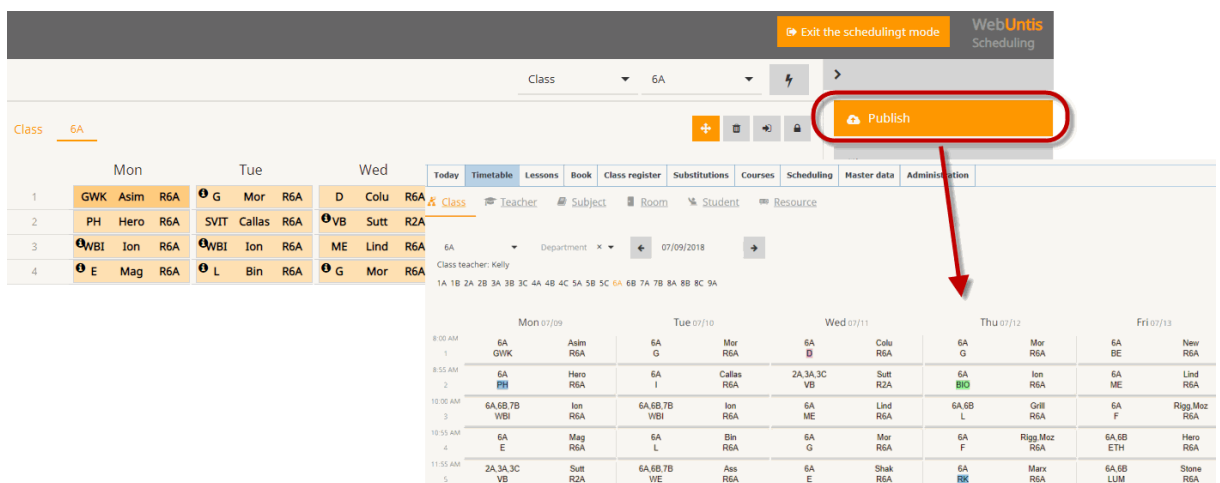 Exit the schedulingt mode
WebUntis
Scheduling
Class 6A
Publish
Class 6A
Mon Tue Wed
1 GWK Asim R6A G Mor R6A D Colu R6A
2 PH Hero R6A SVIT Callas R6A VB Sutt R2A
3 WBI Ion R6A WBI Ion R6A ME Lind R6A
4 E Mag R6A L Bin R6A G Mor R6A
Today Timetable Lessons Book Class register Substitutions Courses Scheduling Master data Administration
Class Teacher Subject Room Student Resource
6A Department × 07/09/2018
Class teacher: Kelly
1A 1B 2A 2B 3A 3B 3C 4A 4B 4C 5A 5B 5C 6A 6B 7A 7B 8A 8B 8C 9A
Mon 07/09 Tue 07/10 Wed 07/11 Thu 07/12 Fri 07/13
8:00 AM 6A Asim 6A Mor 6A Colu 6A Mor 6A New
1 GWK R6A G R6A D R6A G R6A BE R6A
8:55 AM 6A Hero 6A Callas 2A,3A,3C Sutt 6A Ion 6A Lind
2 PH R6A I R6A VB R2A BIO R6A ME R6A
10:00 AM 6A,6B,7B Ion 6A,6B,7B Ion 6A Lind 6A,6B Grill 6A Rigg,Moz
3 WBI R6A WBI R6A ME R6A L R6A F R6A
10:55 AM 6A Mag 6A Bin 6A Mor 6A Rigg,Moz 6A,6B Hero
4 E R6A L R6A G R6A F R6A ETH R6A
11:55 AM 2A,3A,3C Sutt 6A,6B,7B Ass 6A Shak 6A Marx 6A,6B Stone
5 VB R2A WE R6A E R6A RK R6A LUM R6A